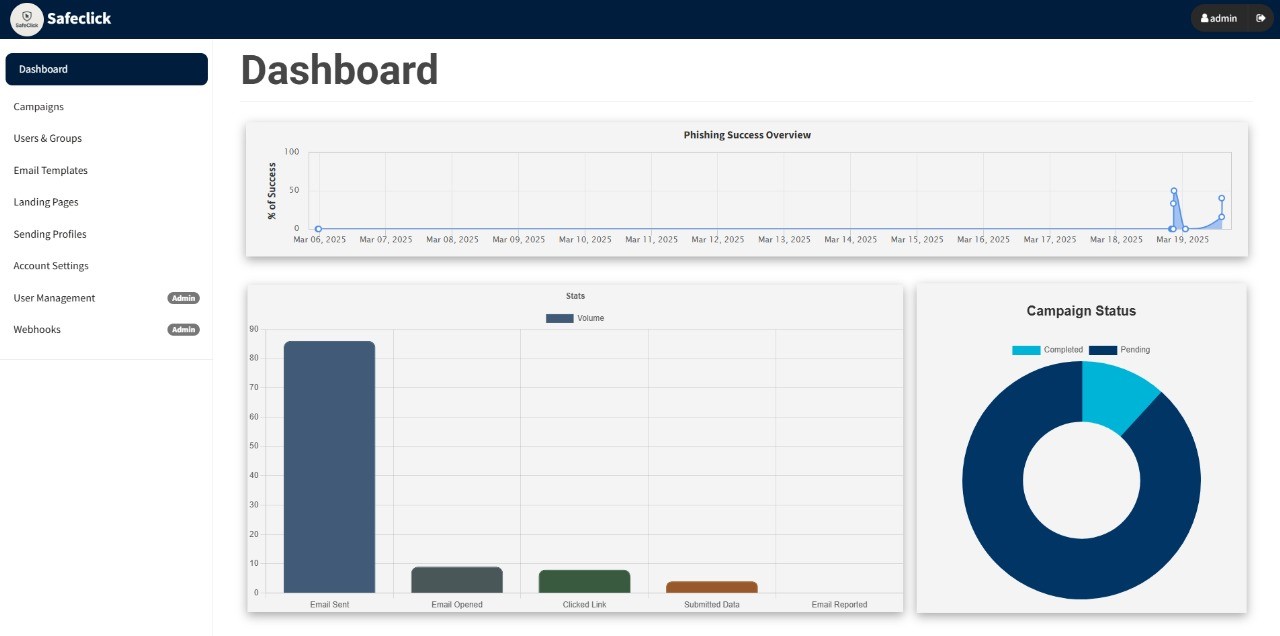 SafeClick
Safeclick
admin
Dashboard
Campaigns
Users & Groups
Email Templates
Landing Pages
Sending Profiles
Account Settings
User Management Admin
Webhooks Admin
Dashboard
Phishing Success Overview
% of Success
100
50
0
Mar 06, 2025 Mar 07, 2025 Mar 08, 2025 Mar 09, 2025 Mar 10, 2025 Mar 11, 2025 Mar 12, 2025 Mar 13, 2025 Mar 14, 2025 Mar 15, 2025 Mar 16, 2025 Mar 17, 2025 Mar 18, 2025 Mar 19, 2025
Stats
Volume
90
80
70
60
50
40
30
20
10
0
Email Sent Email Opened Clicked Link Submitted Data Email Reported
Campaign Status
Completed Pending